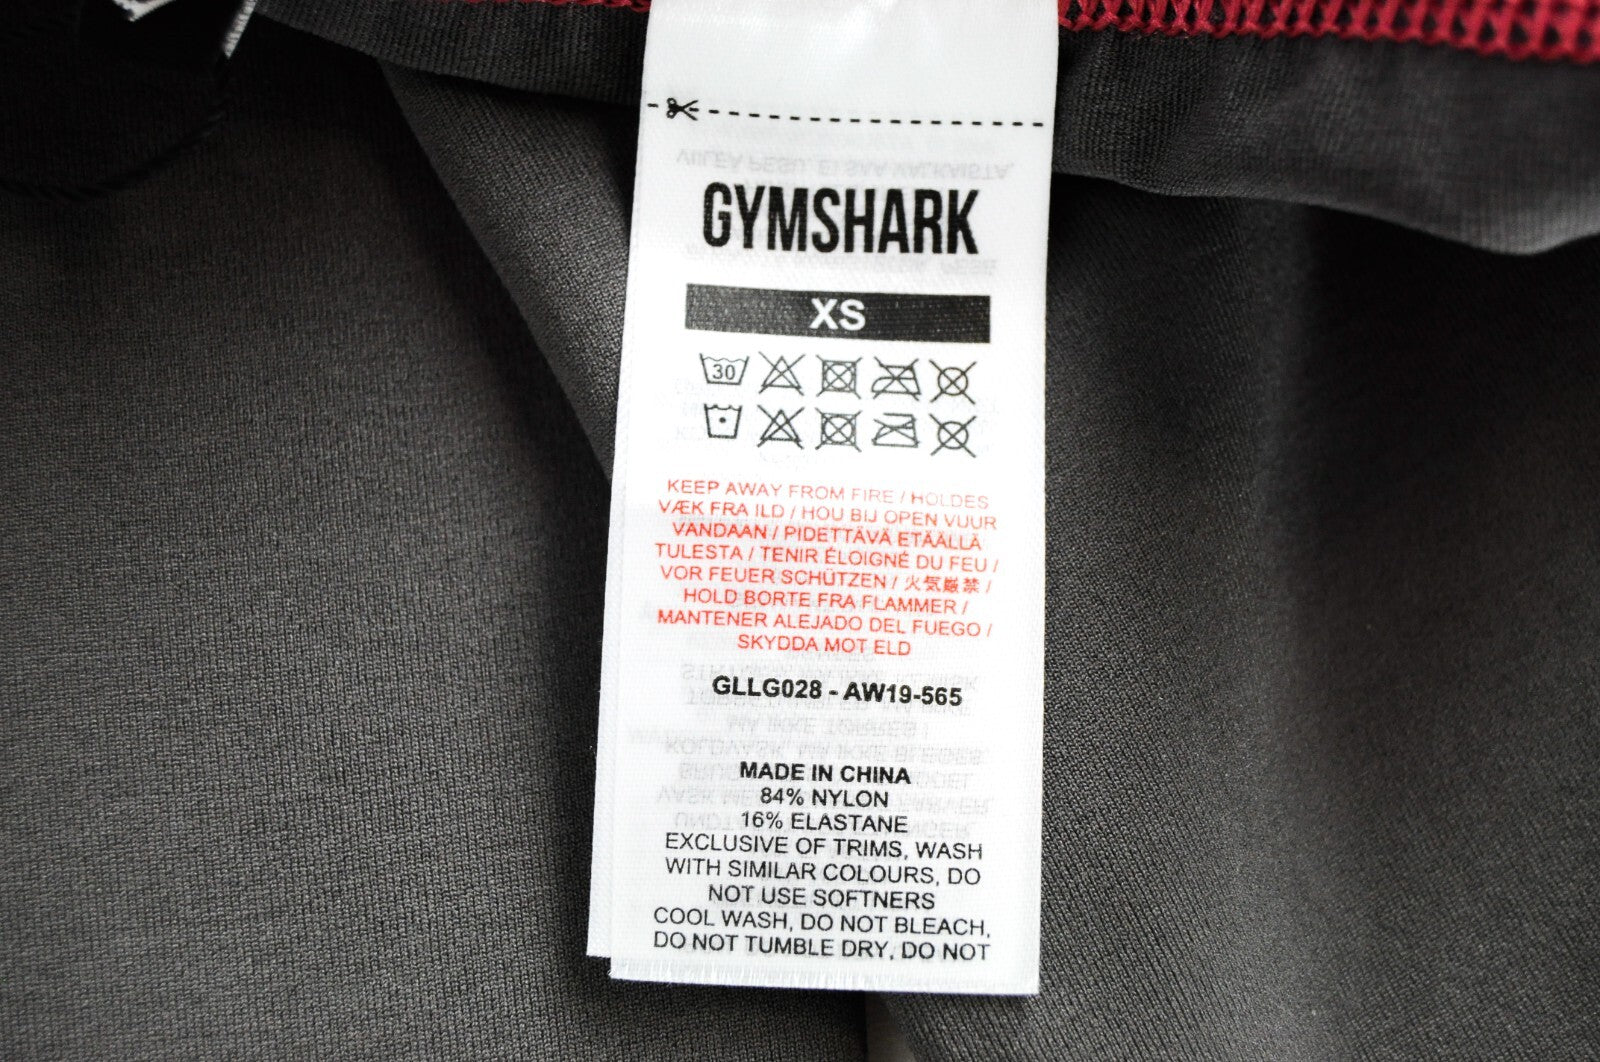 GYMSHARK
XS
30
KEEP AWAY FROM FIRE / HOLDES
VÆK FRA ILD / HOU BIJ OPEN VUUR
VANDAAN / PIDETTÄVÄ ETÄÄLLÄ
TULESTA / TENIR ÉLOIGNÉ DU FEU /
VOR FEUER SCHÜTZEN / 火気厳禁 /
HOLD BORTE FRA FLAMMER /
MANTENER ALEJADO DEL FUEGO /
SKYDDA MOT ELD
GLLG028 - AW19-565
MADE IN CHINA
84% NYLON
16% ELASTANE
EXCLUSIVE OF TRIMS, WASH
WITH SIMILAR COLOURS, DO
NOT USE SOFTNERS
COOL WASH, DO NOT BLEACH,
DO NOT TUMBLE DRY, DO NOT